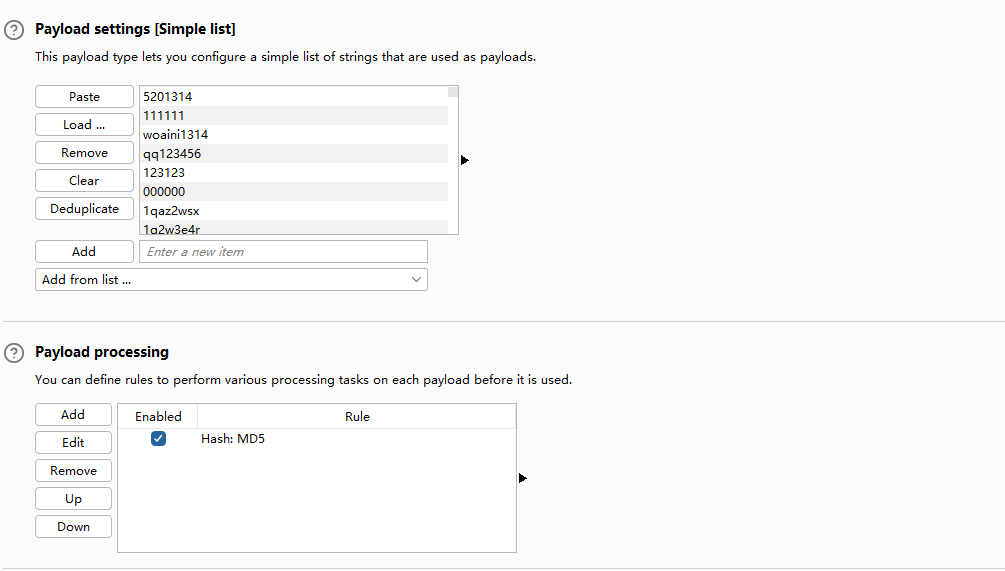 Payload settings [Simple list]
This payload type lets you configure a simple list of strings that are used as payloads.
Paste
5201314
111111
Load ...
woaini1314
Remove
qq123456
123123
Clear
000000
Deduplicate
1qaz2wsx
1q2w3e4r
Add
Enter a new item
Add from list ...
Payload processing
You can define rules to perform various processing tasks on each payload before it is used.
Add
Enabled
Rule
Edit
Hash: MD5
Remove
Up
Down